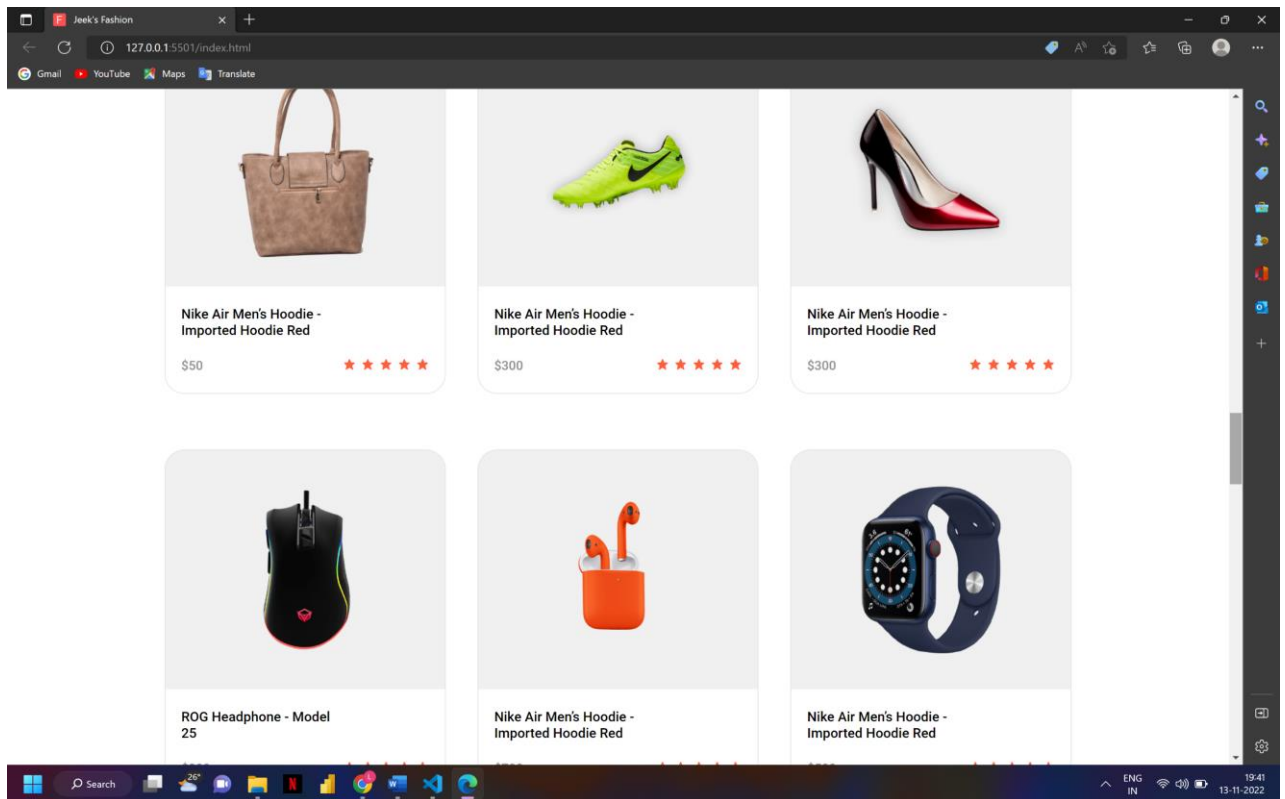 Jeek's Fashion
127.0.0.1:5501/index.html
Gmail YouTube Maps Translate
Nike Air Men's Hoodie - Imported Hoodie Red
$50
Nike Air Men's Hoodie - Imported Hoodie Red
$300
Nike Air Men's Hoodie - Imported Hoodie Red
$300
ROG Headphone - Model 25
Nike Air Men's Hoodie - Imported Hoodie Red
Nike Air Men's Hoodie - Imported Hoodie Red
26°
Search
ENG
IN
19:41
13-11-2022